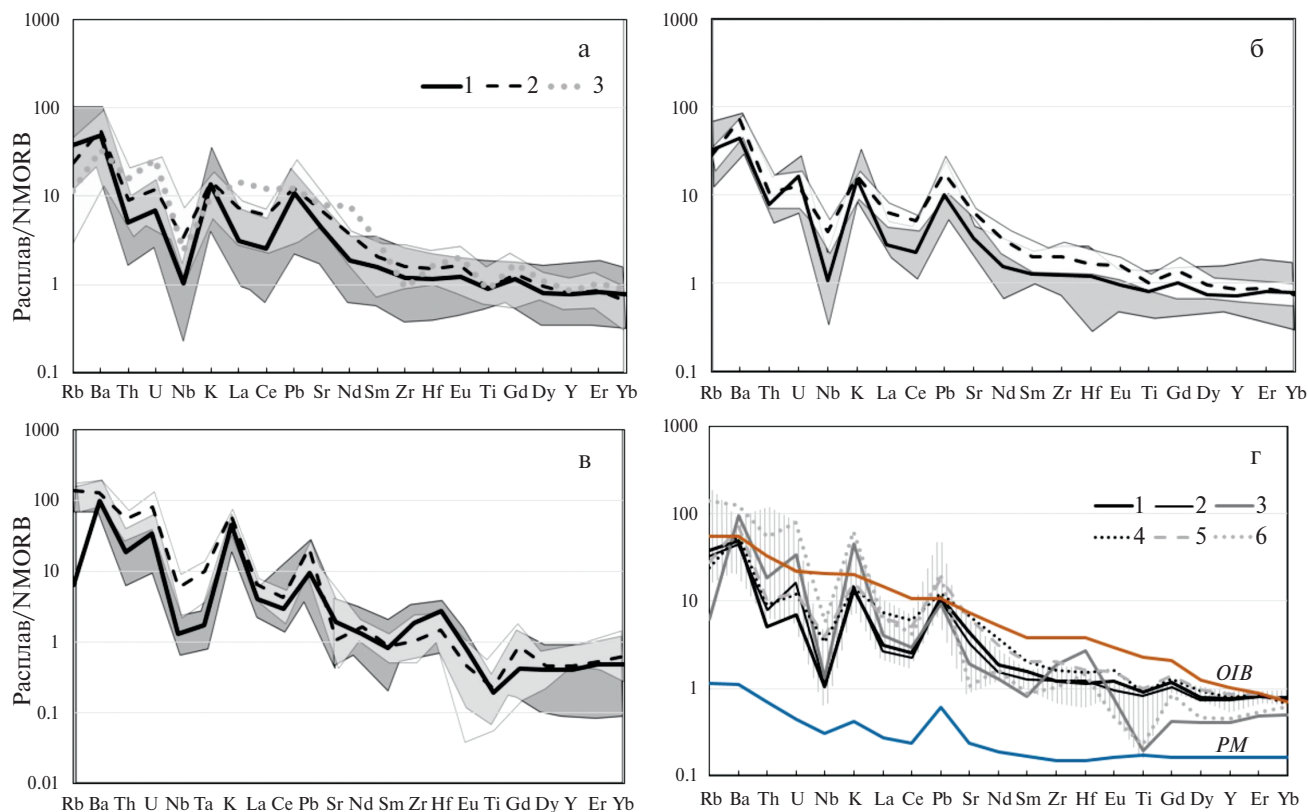 1000
100
10
1
0.1
Расплав/NMORB
а
1 2 3
Rb Ba Th U Nb K La Ce Pb Sr Nd Sm Zr Hf Eu Ti Gd Dy Y Er Yb
1000
100
10
1
0.1
б
Rb Ba Th U Nb K La Ce Pb Sr Nd Sm Zr Hf Eu Ti Gd Dy Y Er Yb
1000
100
10
1
0.1
0.01
Расплав/NMORB
в
Rb Ba Th U Nb Ta K La Ce Pb Sr Nd Sm Zr Hf Eu Ti Gd Dy Y Er Yb
1000
100
10
1
0.1
г
1 2 3
4 5 6
OIB
PM
Rb Ba Th U Nb K La Ce Pb Sr Nd Sm Zr Hf Eu Ti Gd Dy Y Er Yb